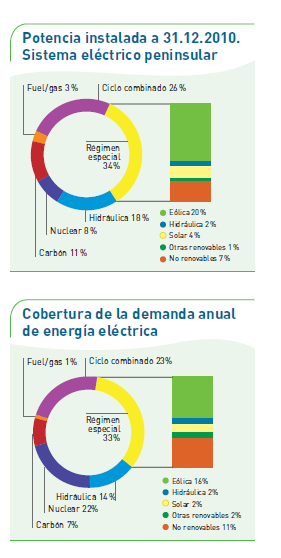 Potencia instalada a 31.12.2010.
Sistema eléctrico peninsular
Fuel/gas 3 %
Ciclo combinado 26 %
Régimen
especial
34%
Hidráulica 18 %
Nuclear 8 %
Carbón 11 %
Eólica 20%
Hidráulica 2%
Solar 4%
Otras renovables 1%
No renovables 7%
Cobertura de la demanda anual
de energía eléctrica
Fuel/gas 1%
Ciclo combinado 23%
Régimen
especial
33%
Hidráulica 14%
Nuclear 22%
Carbón 7%
Eólica 16%
Hidráulica 2%
Solar 2%
Otras renovables 2%
No renovables 11%